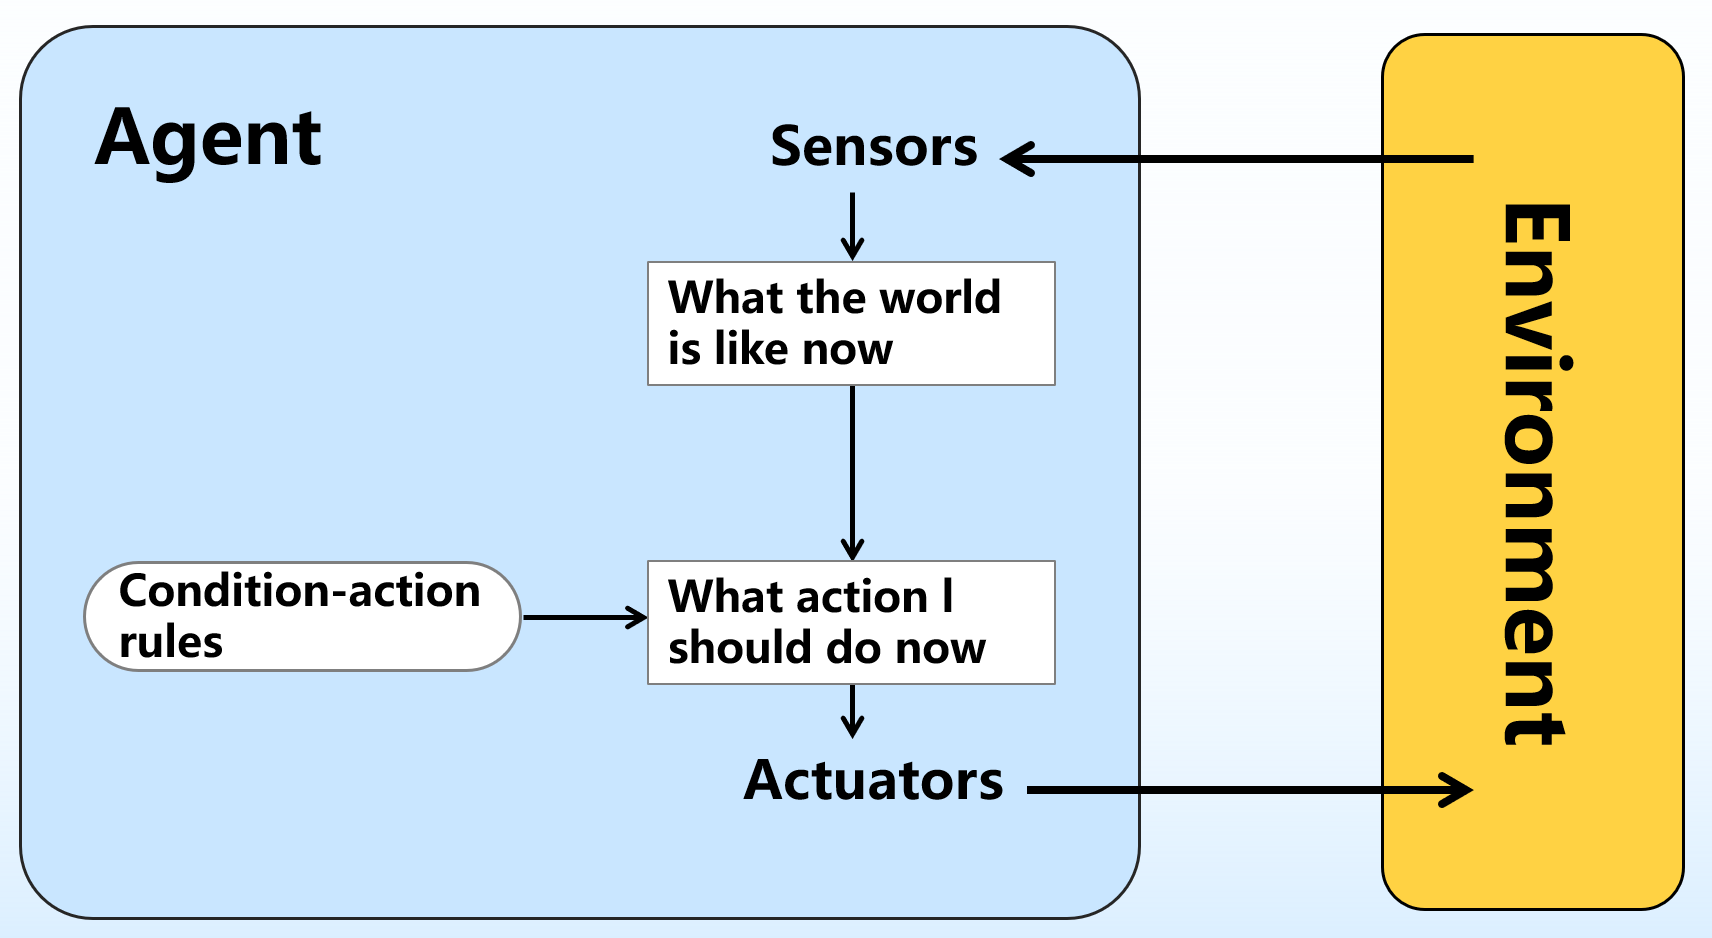 Agent
Sensors
What the world
is like now
Condition-action
rules
What action l
should do now
Actuators
Environment